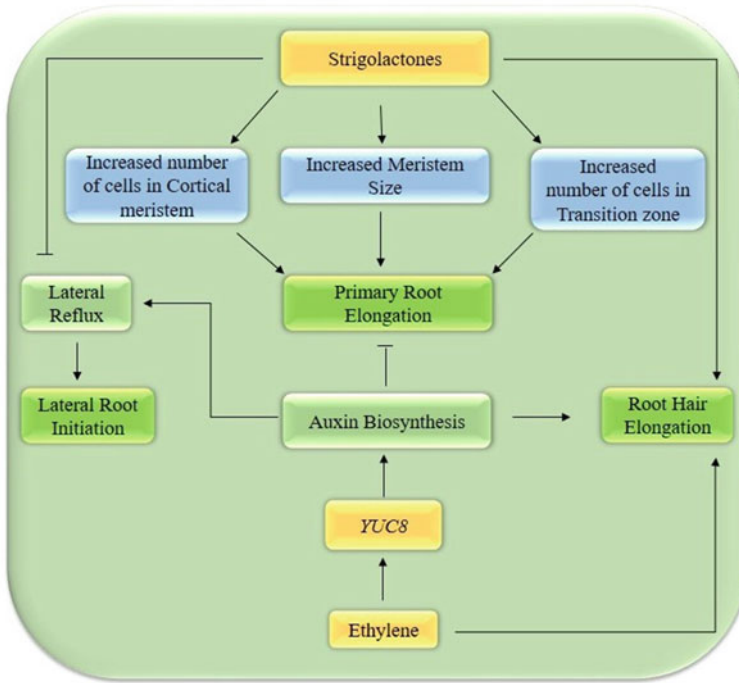 Strigolactones
Increased number
of cells in Cortical
meristem
Increased Meristem
Size
Increased
number of cells in
Transition zone
Lateral
Reflux
Primary Root
Elongation
Lateral Root
Initiation
Auxin Biosynthesis
Root Hair
Elongation
YUC8
Ethylene